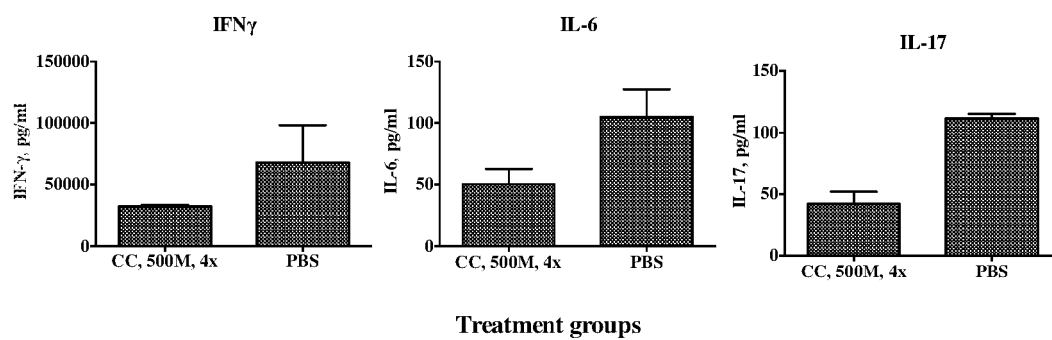 IFNγ
IFN-γ, pg/ml
150000
100000
50000
0
CC, 500M, 4x
PBS
IL-6
IL-6, pg/ml
150
100
50
0
CC, 500M, 4x
PBS
IL-17
IL-17, pg/ml
150
100
50
0
CC, 500M, 4x
PBS
Treatment groups